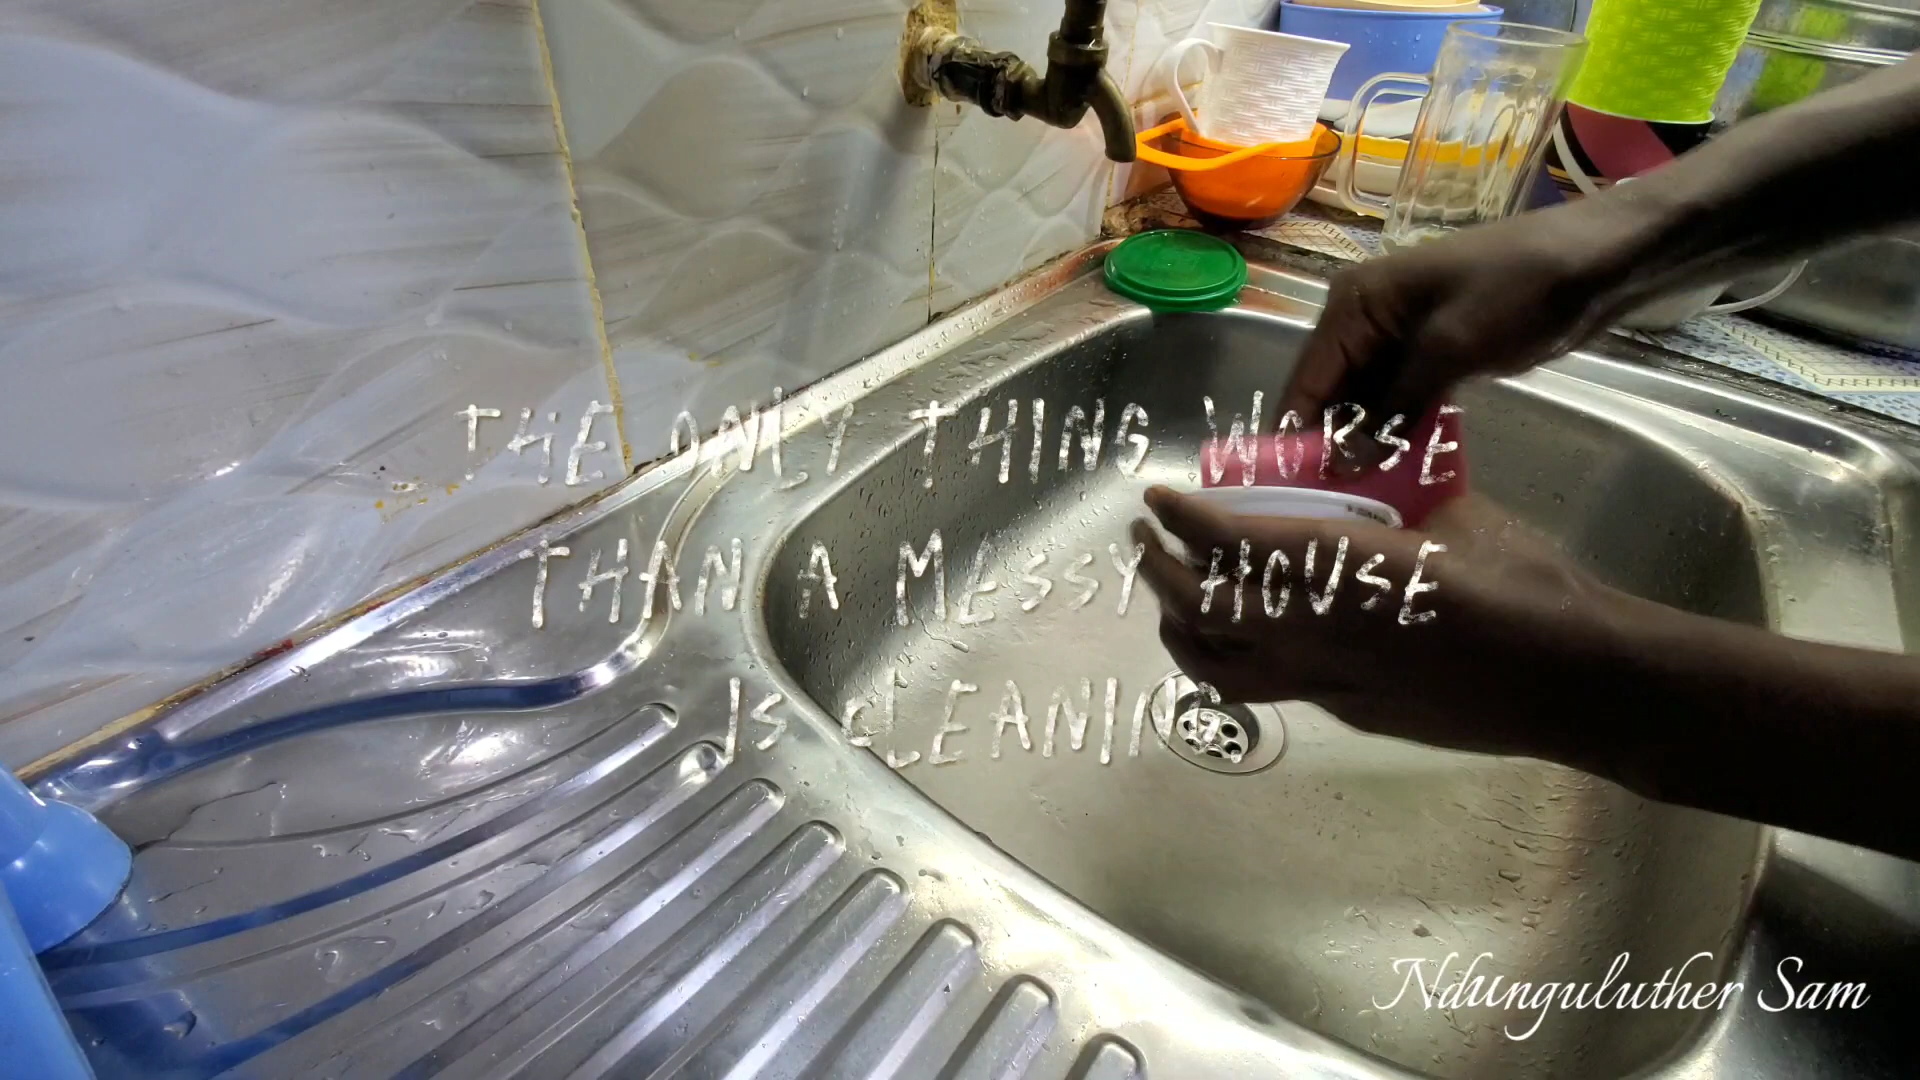 THE ONLY THING WORSE
THAN A MESSY HOUSE
IS CLEANING
Ndunguluther Sam